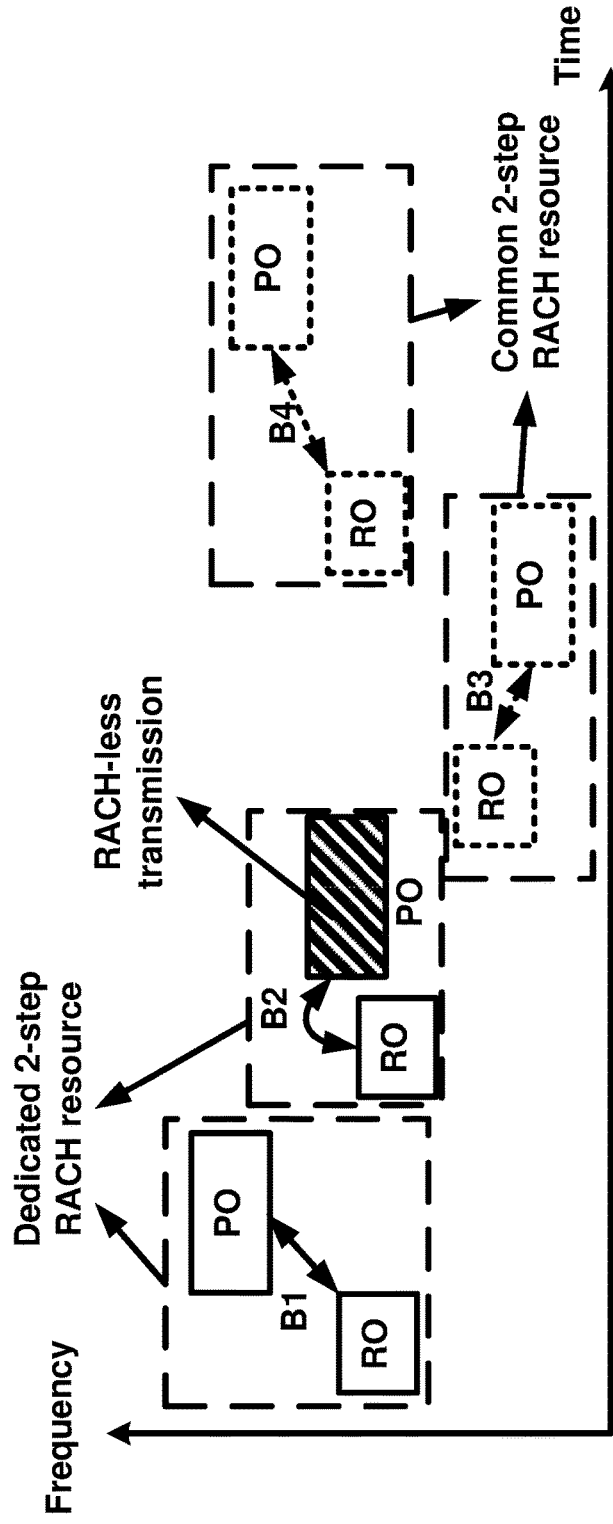 Frequency
Dedicated 2-step
RACH resource
RACH-less
transmission
PO
B1
RO
B2
PO
RO
RO
B3
PO
PO
B4
RO
Common 2-step
RACH resource
Time